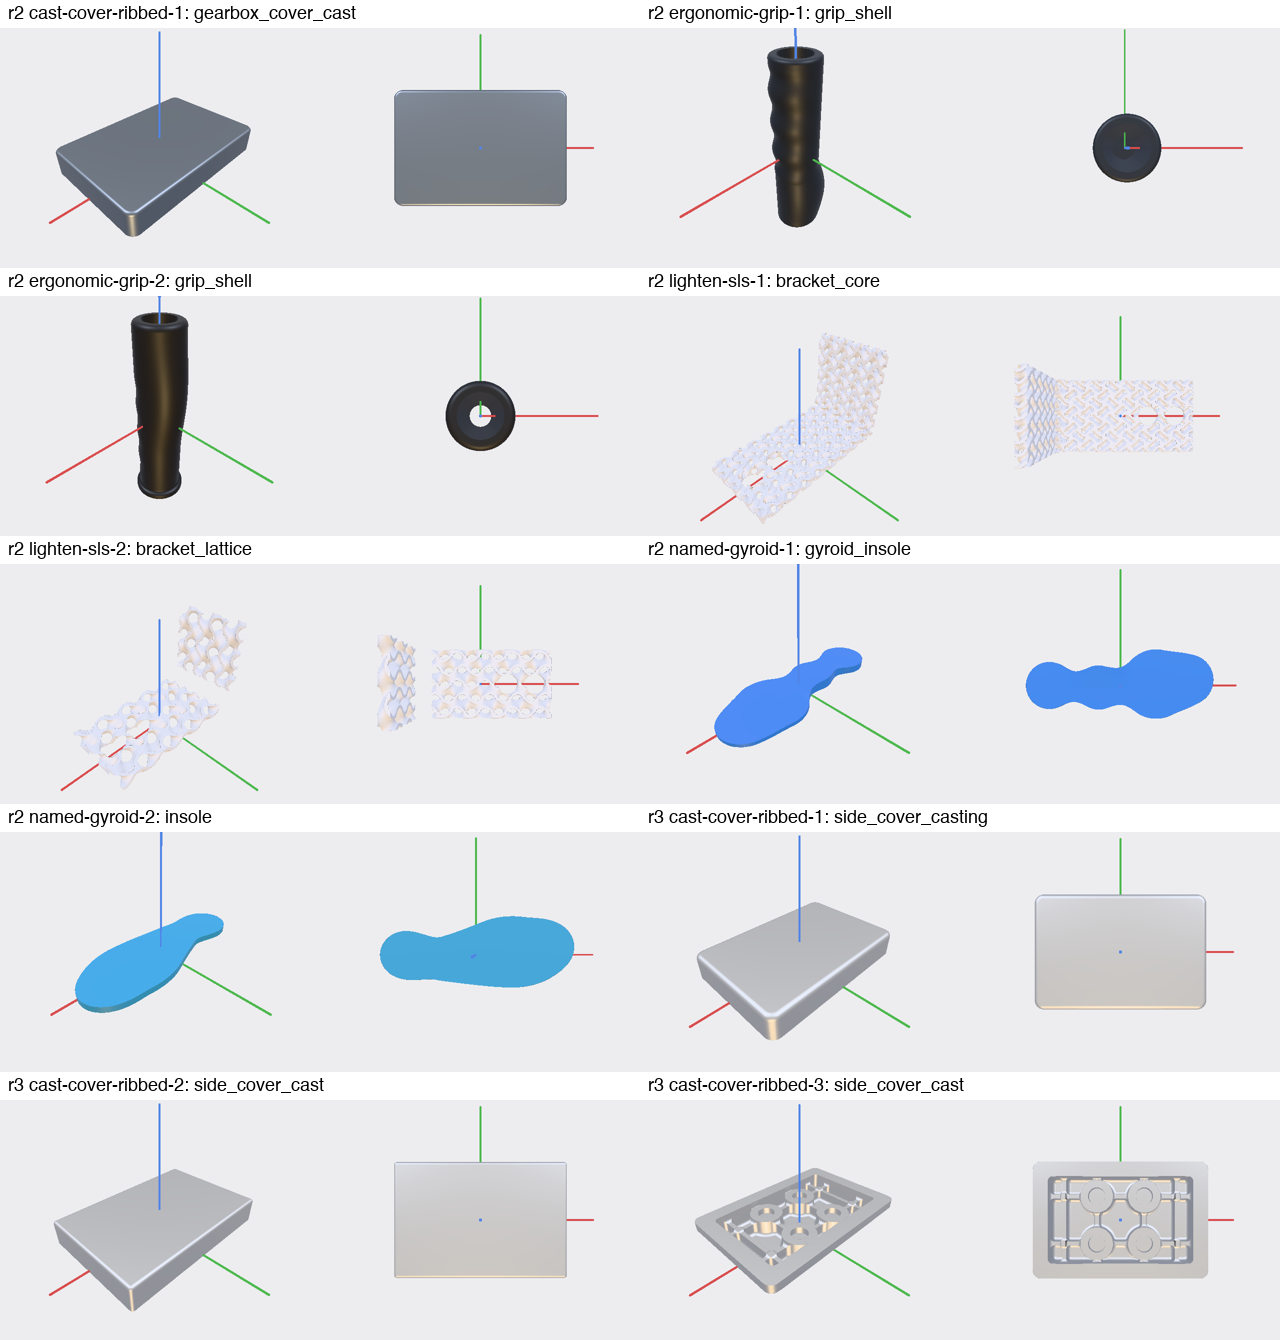 r2 cast-cover-ribbed-1: gearbox_cover_cast
r2 ergonomic-grip-1: grip_shell
r2 ergonomic-grip-2: grip_shell
r2 lighten-sls-1: bracket_core
r2 lighten-sls-2: bracket_lattice
r2 named-gyroid-1: gyroid_insole
r2 named-gyroid-2: insole
r3 cast-cover-ribbed-1: side_cover_casting
r3 cast-cover-ribbed-2: side_cover_cast
r3 cast-cover-ribbed-3: side_cover_cast